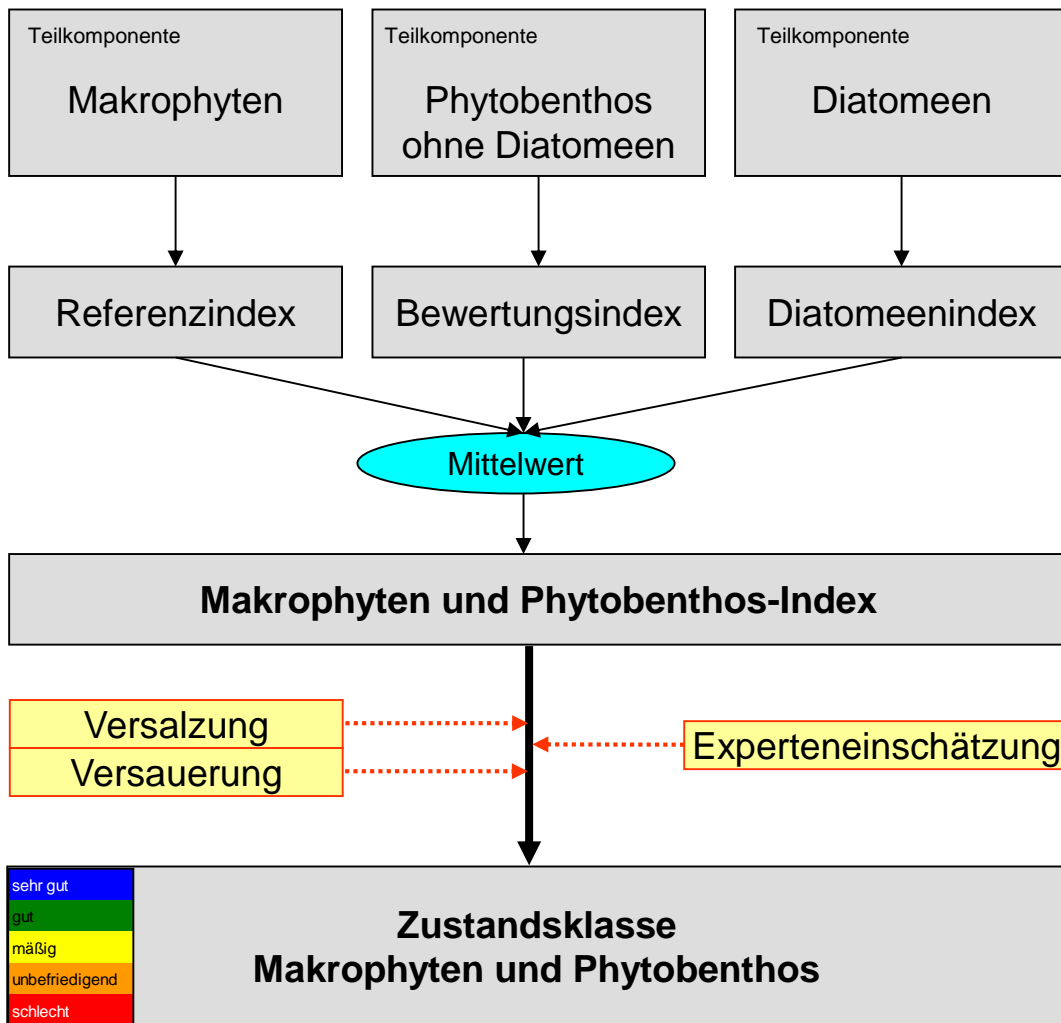 Teilkomponente
Makrophyten
Teilkomponente
Phytobenthos
ohne Diatomeen
Teilkomponente
Diatomeen
Referenzindex
Bewertungsindex
Diatomeenindex
Mittelwert
Makrophyten und Phytobenthos-Index
Versalzung
Versauerung
Experteneinschätzung
sehr gut
gut
mäßig
unbefriedigend
schlecht
Zustandsklasse
Makrophyten und Phytobenthos